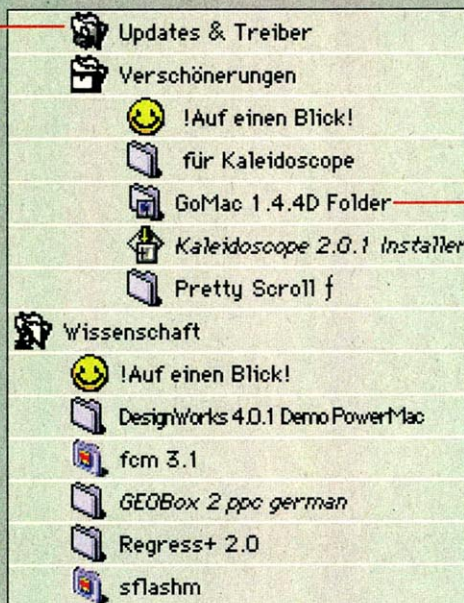 Updates & Treiber
Verschönerungen
!Auf einen Blick!
für Kaleidoscope
GoMac 1.4.4D Folder
Kaleidoscope 2.0.1 Installer
Pretty Scroll ƒ
Wissenschaft
!Auf einen Blick!
DesignWorks 4.0.1 Demo PowerMac
fcm 3.1
GEOBox 2 ppc german
Regress+ 2.0
sflashm